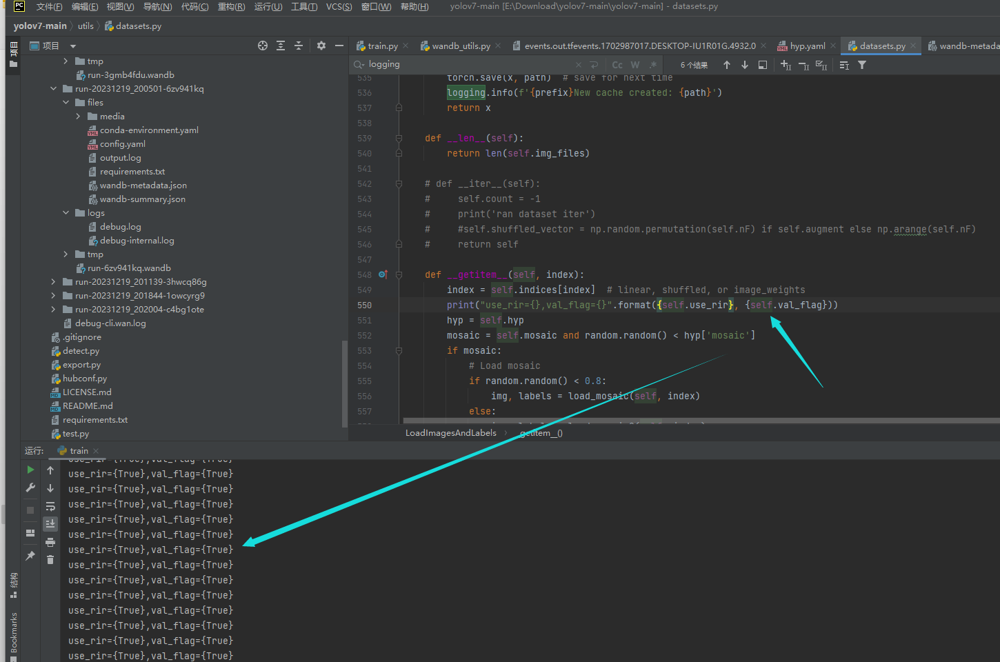 PC 文件(F) 编辑(E) 视图(V) 导航(N) 代码(C) 重构(R) 运行(U) 工具(T) VCS(S) 窗口(W) 帮助(H) yolov7-main [E:\Download\yolov7-main\yolov7-main] - datasets.py
yolov7-main utils datasets.py
项目
项目
tmp
run-3gmb4fdu.wandb
run-20231219_200501-6zv941kq
files
media
conda-environment.yaml
config.yaml
output.log
requirements.txt
wandb-metadata.json
wandb-summary.json
logs
debug.log
debug-internal.log
tmp
run-6zv941kq.wandb
run-20231219_201139-3hwcq86g
run-20231219_201844-1owcyrg9
run-20231219_202004-c4bg1ote
debug-cli.wan.log
.gitignore
detect.py
export.py
hubconf.py
LICENSE.md
README.md
requirements.txt
test.py
train.py wandb_utils.py events.out.tfevents.1702987017.DESKTOP-IU1R01G.4932.0 hyp.yaml datasets.py wandb-metada
logging Cc W .* 6 个结果
535 torch.save(x, path)  # save for next time
536 logging.info(f'{prefix}New cache created: {path}')
537 return x
538
539 def __len__(self):
540 return len(self.img_files)
541
542 # def __iter__(self):
543 #     self.count = -1
544 #     print('ran dataset iter')
545 #     #self.shuffled_vector = np.random.permutation(self.nF) if self.augment else np.arange(self.nF)
546 #     return self
547
548 def __getitem__(self, index):
549 index = self.indices[index]  # linear, shuffled, or image_weights
550 print("use_rir={},val_flag={}".format({self.use_rir}, {self.val_flag}))
551 hyp = self.hyp
552 mosaic = self.mosaic and random.random() < hyp['mosaic']
553 if mosaic:
554 # Load mosaic
555 if random.random() < 0.8:
556 img, labels = load_mosaic(self, index)
557 else:
LoadImagesAndLabels __getitem__()
运行: train
use_rir={True},val_flag={True}
use_rir={True},val_flag={True}
use_rir={True},val_flag={True}
use_rir={True},val_flag={True}
use_rir={True},val_flag={True}
use_rir={True},val_flag={True}
use_rir={True},val_flag={True}
use_rir={True},val_flag={True}
use_rir={True},val_flag={True}
use_rir={True},val_flag={True}
use_rir={True},val_flag={True}
use_rir={True},val_flag={True}
use_rir={True},val_flag={True}
use_rir={True},val_flag={True}
结构
Bookmarks